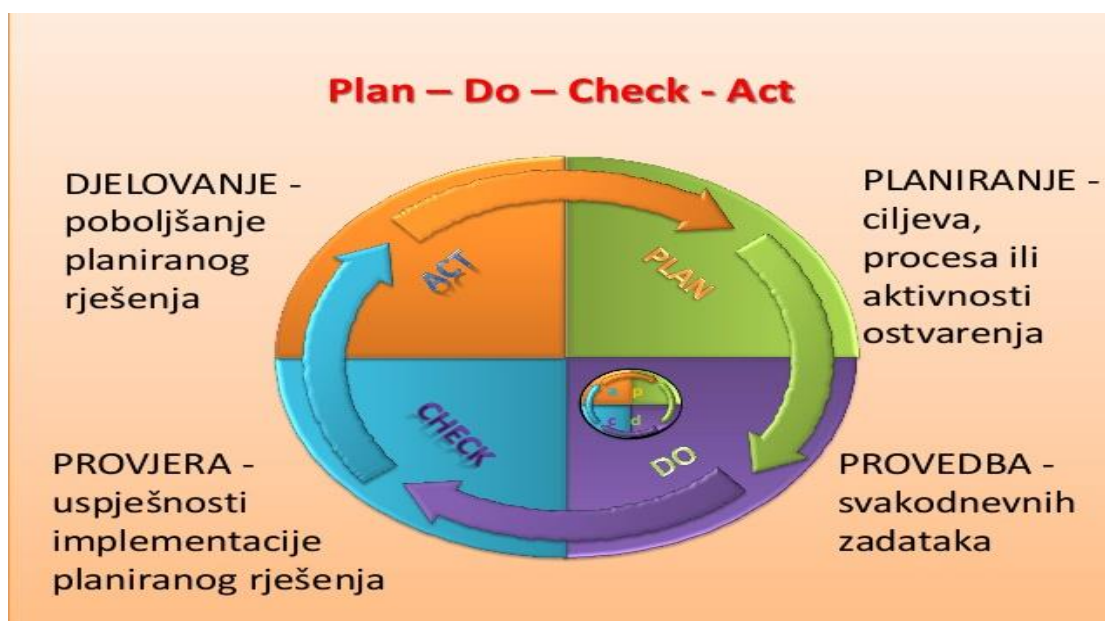 Plan – Do – Check - Act
DJELOVANJE -
poboljšanje
planiranog
rješenja
PLANIRANJE -
ciljeva,
procesa ili
aktivnosti
ostvarenja
ACT
PLAN
CHECK
DO
a p
c d
PROVJERA -
uspješnosti
implementacije
planiranog rješenja
PROVEDBA -
svakodnevnih
zadataka